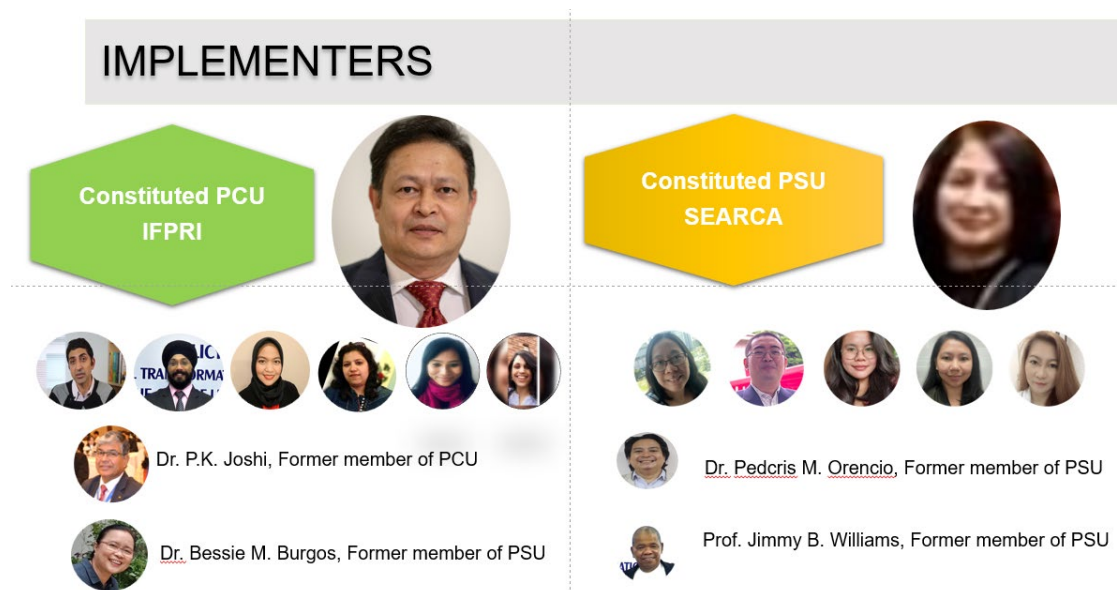 IMPLEMENTERS
Constituted PCU
IFPRI
Constituted PSU
SEARCA
Dr. P.K. Joshi, Former member of PCU
Dr. Bessie M. Burgos, Former member of PSU
Dr. Pedcris M. Orencio, Former member of PSU
Prof. Jimmy B. Williams, Former member of PSU